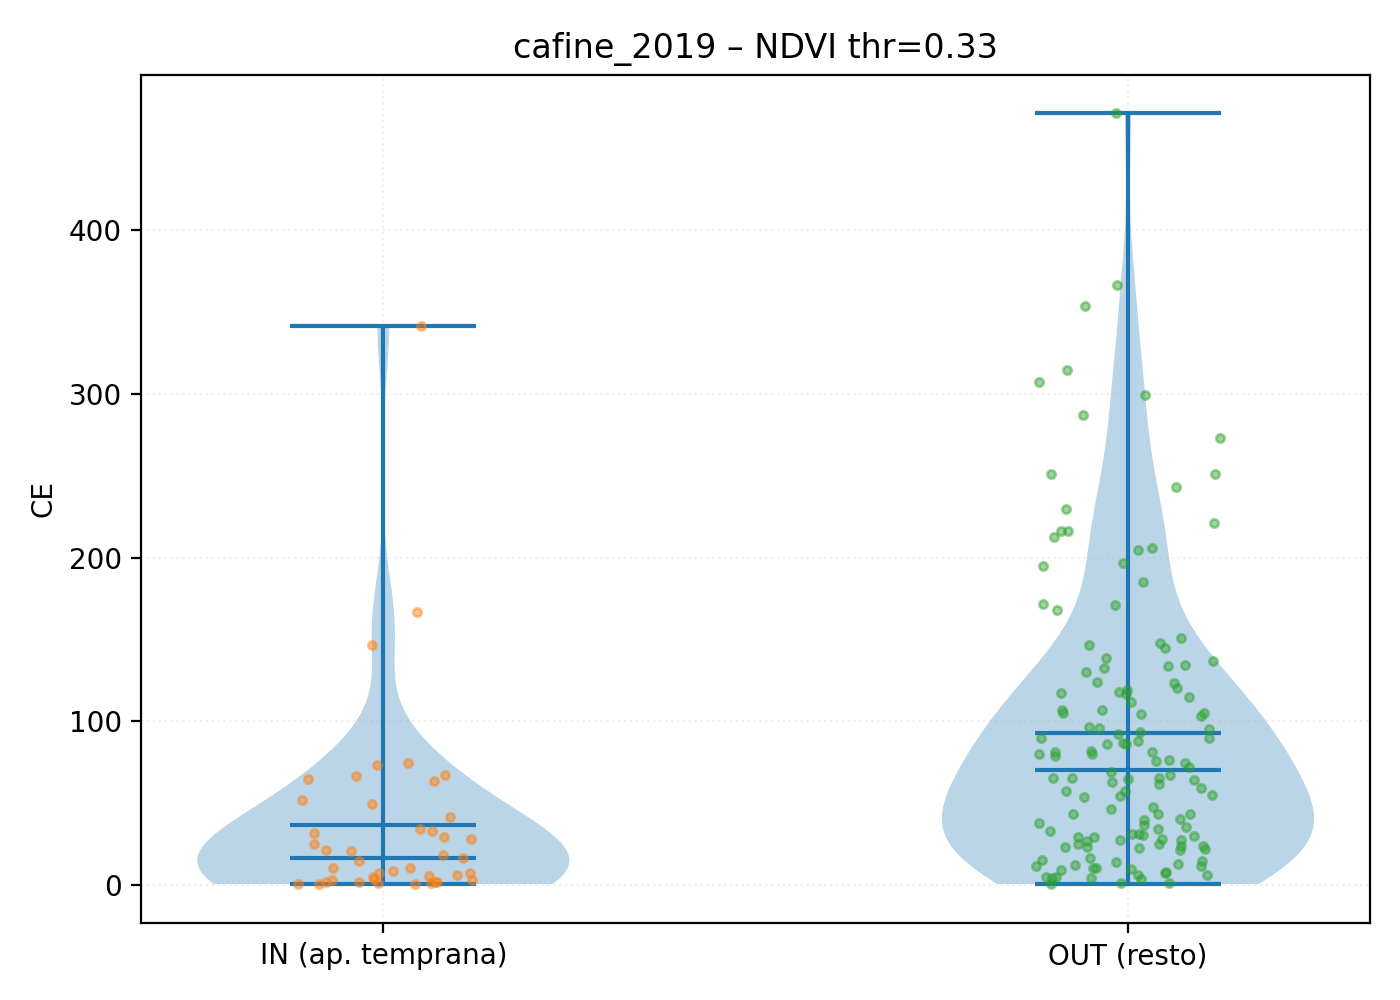 cafine_2019 – NDVI thr=0.33
CE
400
300
200
100
0
IN (ap. temprana)
OUT (resto)